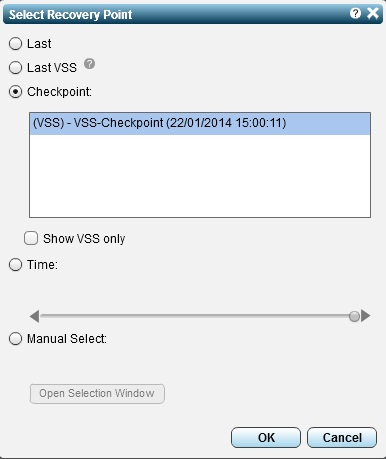 Select Recovery Point
Last
Last VSS
Checkpoint:
(VSS) - VSS-Checkpoint (22/01/2014 15:00:11)
Show VSS only
Time:
Manual Select:
Open Selection Window
OK Cancel